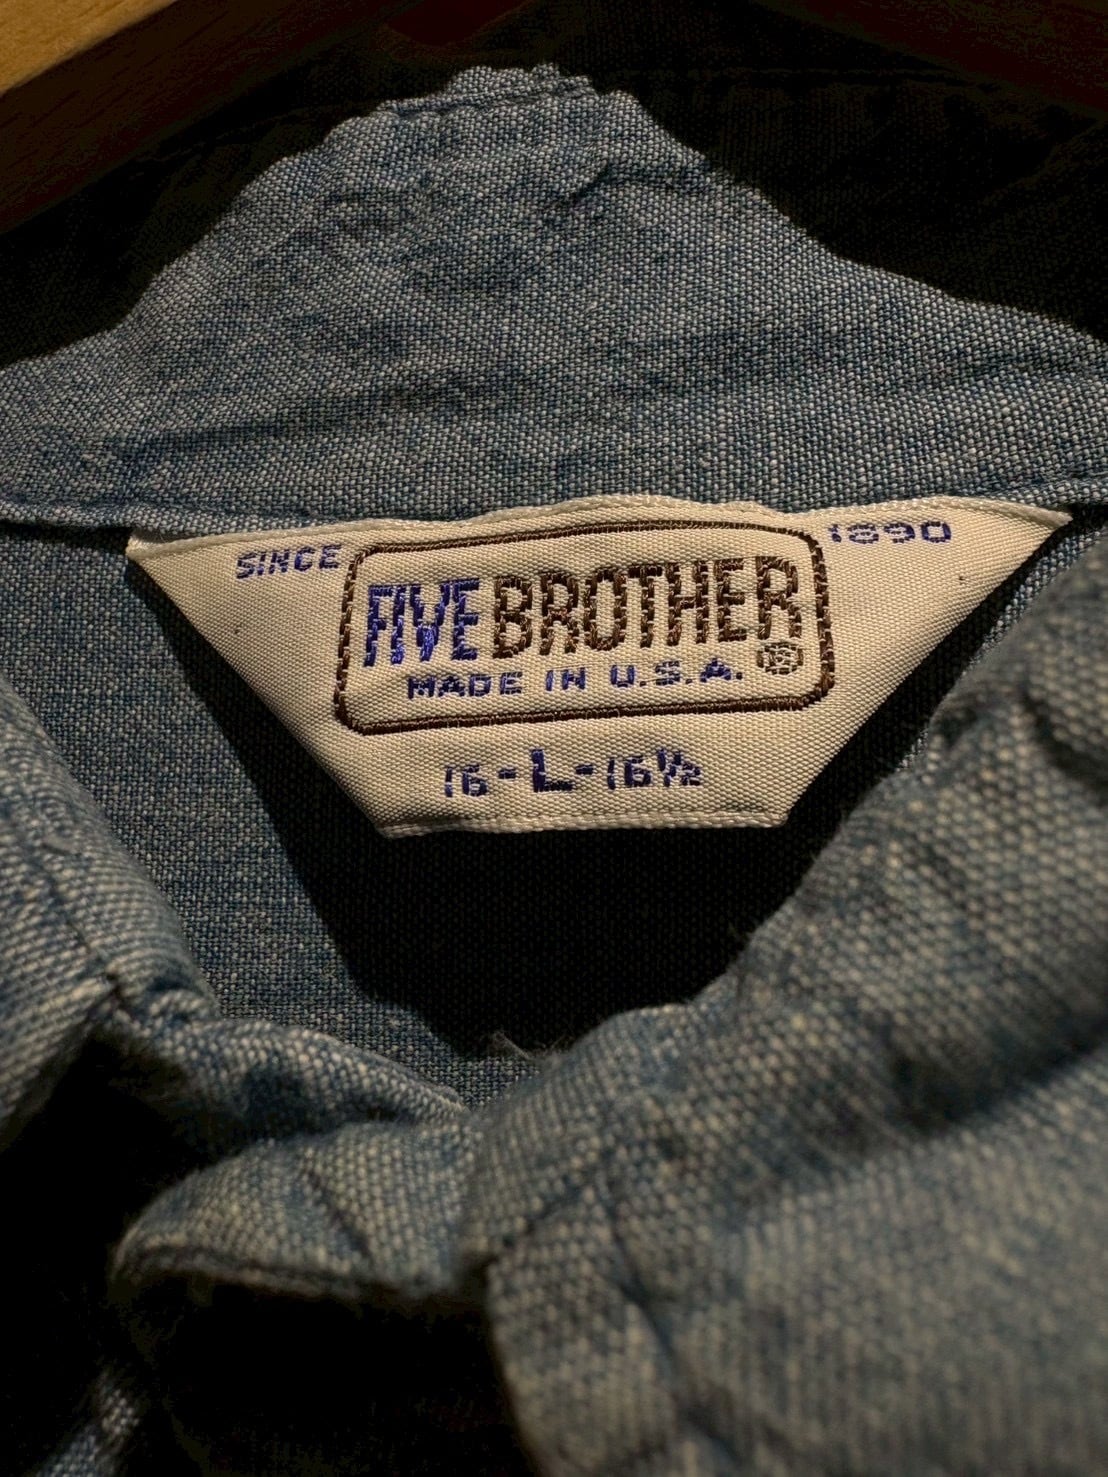 SINCE 1890
FIVE BROTHER
MADE IN U.S.A. ®
16-L-16½